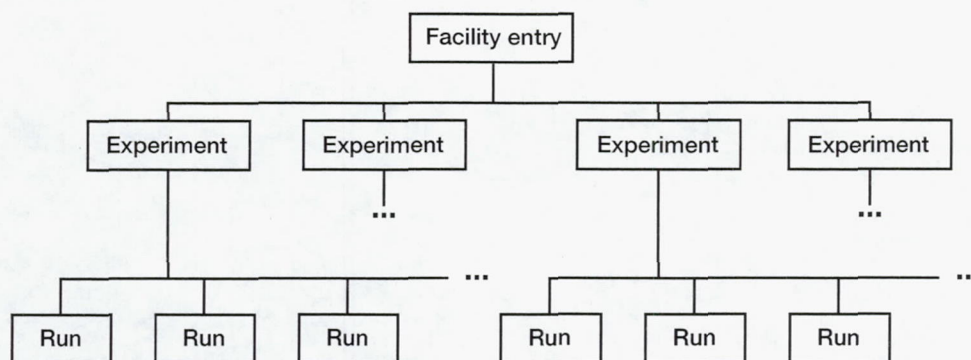 Facility entry
Experiment Experiment Experiment Experiment
... ...
... ..
Run Run Run Run Run Run